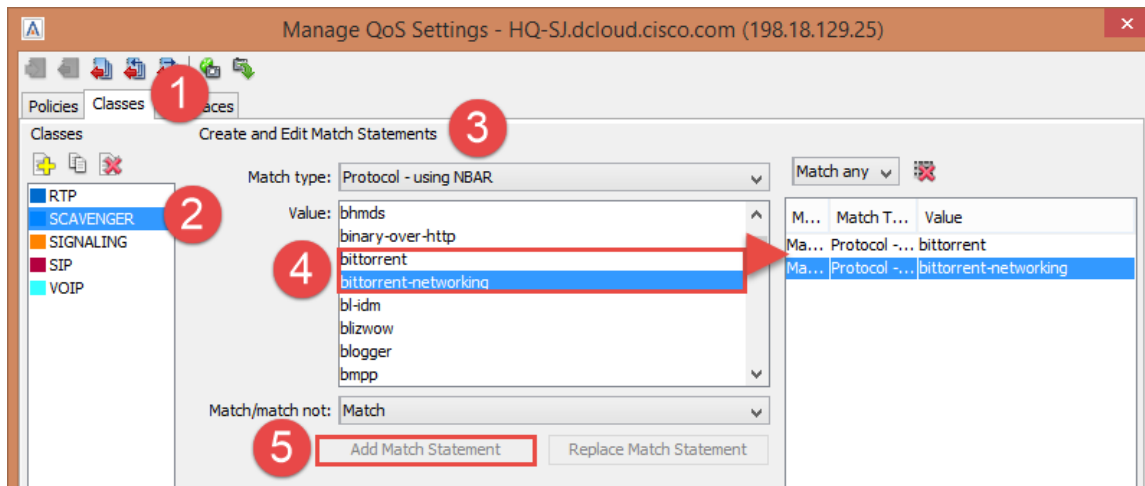 Manage QoS Settings - HQ-SJ.dcloud.cisco.com (198.18.129.25)
Policies Classes aces
1
Classes
Create and Edit Match Statements
3
RTP
SCAVENGER
SIGNALING
SIP
VOIP
2
Match type: Protocol - using NBAR
Value: bhmds
binary-over-http
bittorrent
bittorrent-networking
bl-idm
blizwow
blogger
bmpp
4
Match/match not: Match
5
Add Match Statement Replace Match Statement
Match any
M... Match T... Value
Ma... Protocol -... bittorrent
Ma... Protocol -... bittorrent-networking